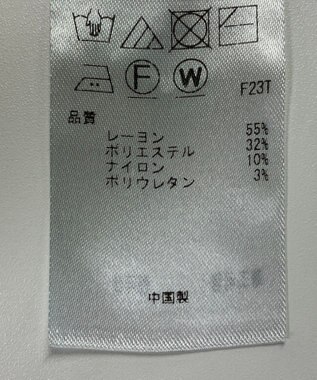 F
W
F23T
品質
レーヨン 55%
ポリエステル 32%
ナイロン 10%
ポリウレタン 3%
中国製